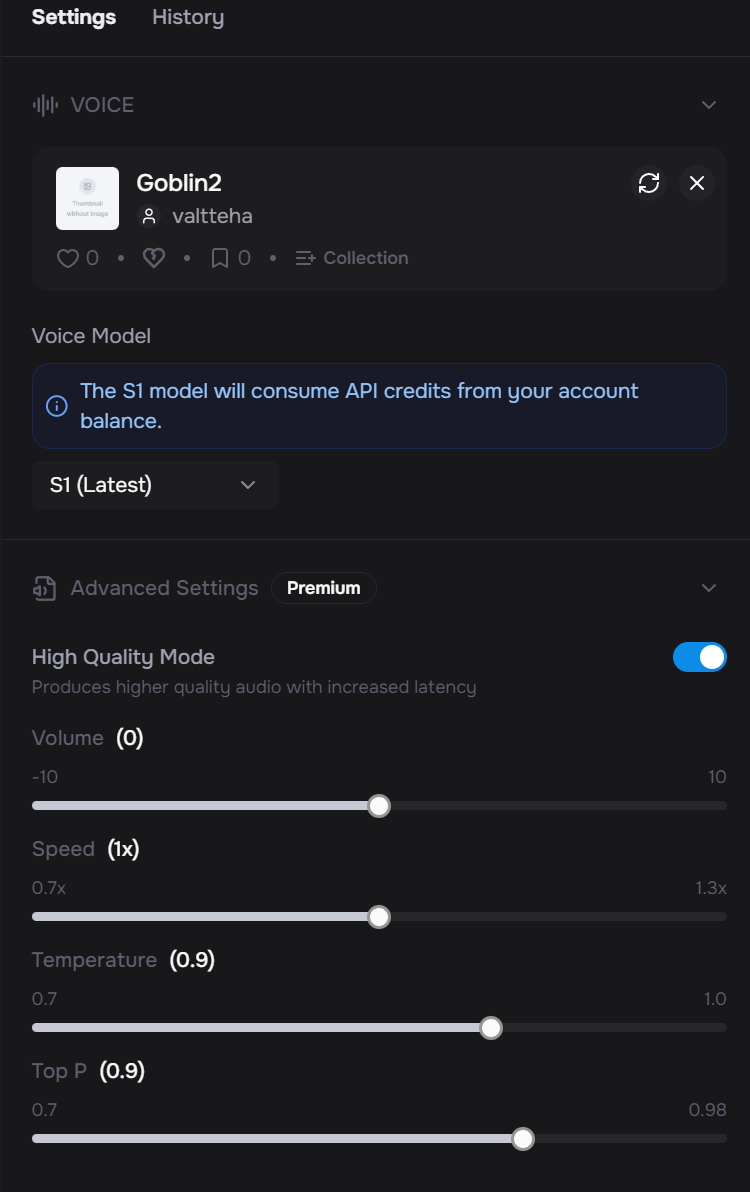 Settings History
VOICE
Thumbnail
without image
Goblin2
valtteha
0 • • 0 • Collection
Voice Model
The S1 model will consume API credits from your account
balance.
S1 (Latest)
Advanced Settings Premium
High Quality Mode
Produces higher quality audio with increased latency
Volume (0)
-10 10
Speed (1x)
0.7x 1.3x
Temperature (0.9)
0.7 1.0
Top P (0.9)
0.7 0.98